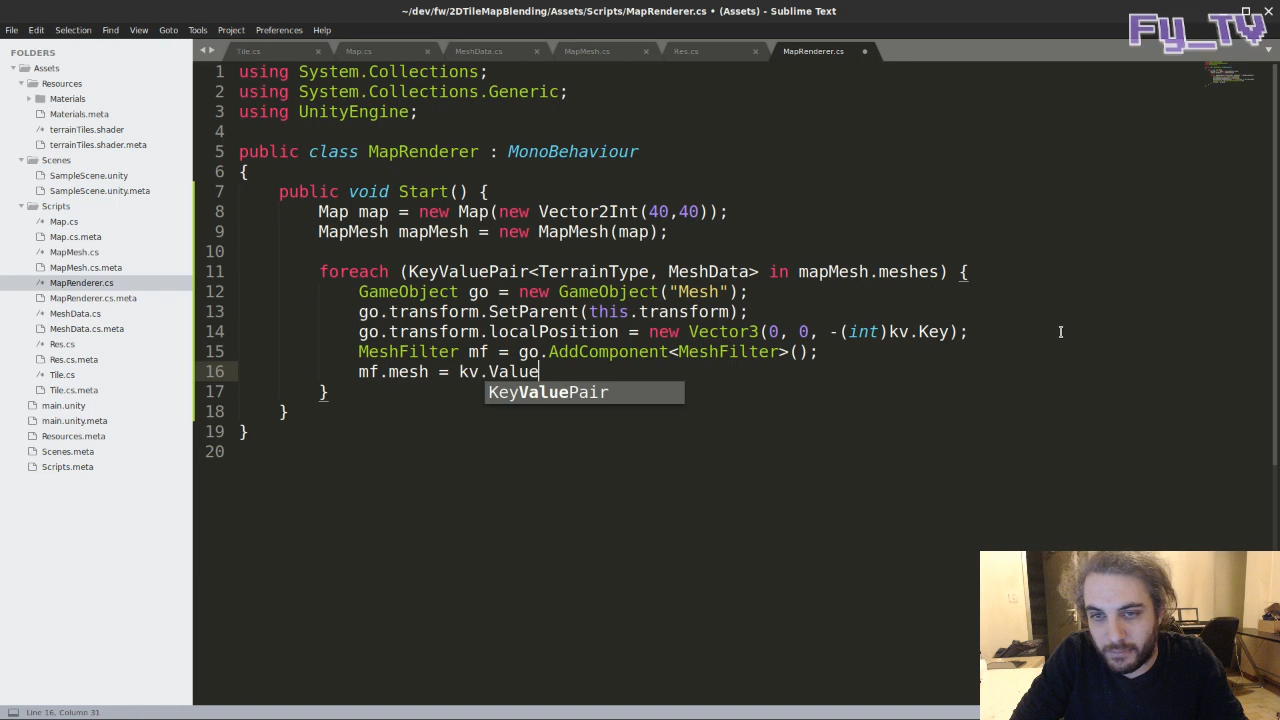 ~/dev/fw/2DTileMapBlending/Assets/Scripts/MapRenderer.cs • (Assets) - Sublime Text
Fy_TV
File Edit Selection Find View Goto Tools Project Preferences Help
FOLDERS
Assets
Resources
Materials
Materials.meta
terrainTiles.shader
terrainTiles.shader.meta
Scenes
SampleScene.unity
SampleScene.unity.meta
Scripts
Map.cs
Map.cs.meta
MapMesh.cs
MapMesh.cs.meta
MapRenderer.cs
MapRenderer.cs.meta
MeshData.cs
MeshData.cs.meta
Res.cs
Res.cs.meta
Tile.cs
Tile.cs.meta
main.unity
main.unity.meta
Resources.meta
Scenes.meta
Scripts.meta
Tile.cs Map.cs MeshData.cs MapMesh.cs Res.cs MapRenderer.cs
1 using System.Collections;
2 using System.Collections.Generic;
3 using UnityEngine;
4
5 public class MapRenderer : MonoBehaviour
6 {
7 public void Start() {
8 Map map = new Map(new Vector2Int(40,40));
9 MapMesh mapMesh = new MapMesh(map);
10
11 foreach (KeyValuePair<TerrainType, MeshData> in mapMesh.meshes) {
12 GameObject go = new GameObject("Mesh");
13 go.transform.SetParent(this.transform);
14 go.transform.localPosition = new Vector3(0, 0, -(int)kv.Key);
15 MeshFilter mf = go.AddComponent<MeshFilter>();
16 mf.mesh = kv.Value
KeyValuePair
17 }
18 }
19 }
20
Line 16, Column 31